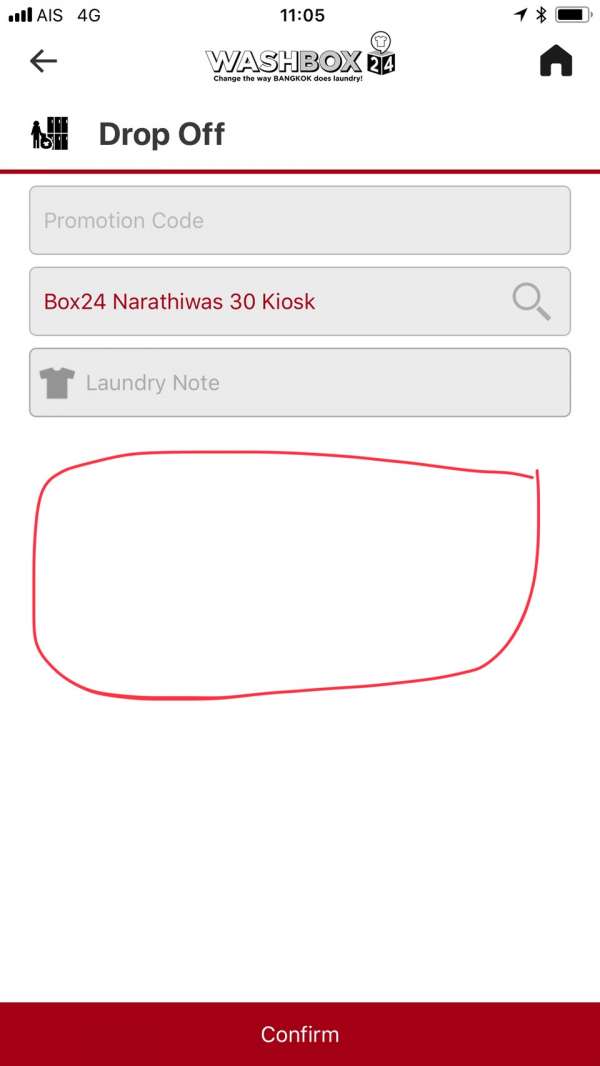 AIS 4G 11:05
WASHBOX 24
Change the way BANGKOK does laundry!
Drop Off
Promotion Code
Box24 Narathiwas 30 Kiosk
Laundry Note
Confirm